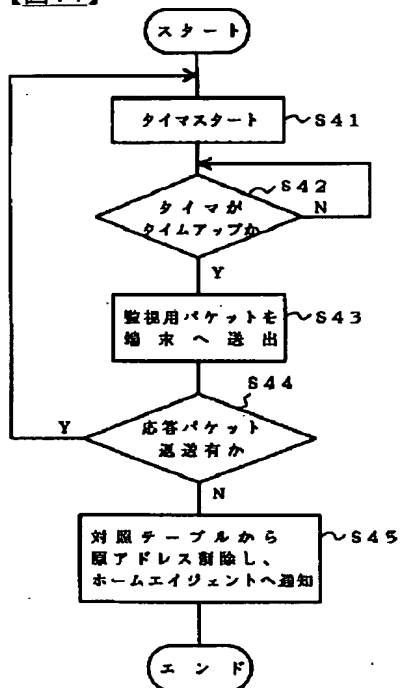 スタート
タイマスタート
S41
S42
タイマが
タイムアップか
N
Y
監視用パケットを
端末へ送出
S43
S44
応答パケット
返送有か
Y
N
対照テーブルから
原アドレス削除し、
ホームエイジェントへ通知
S45
エンド